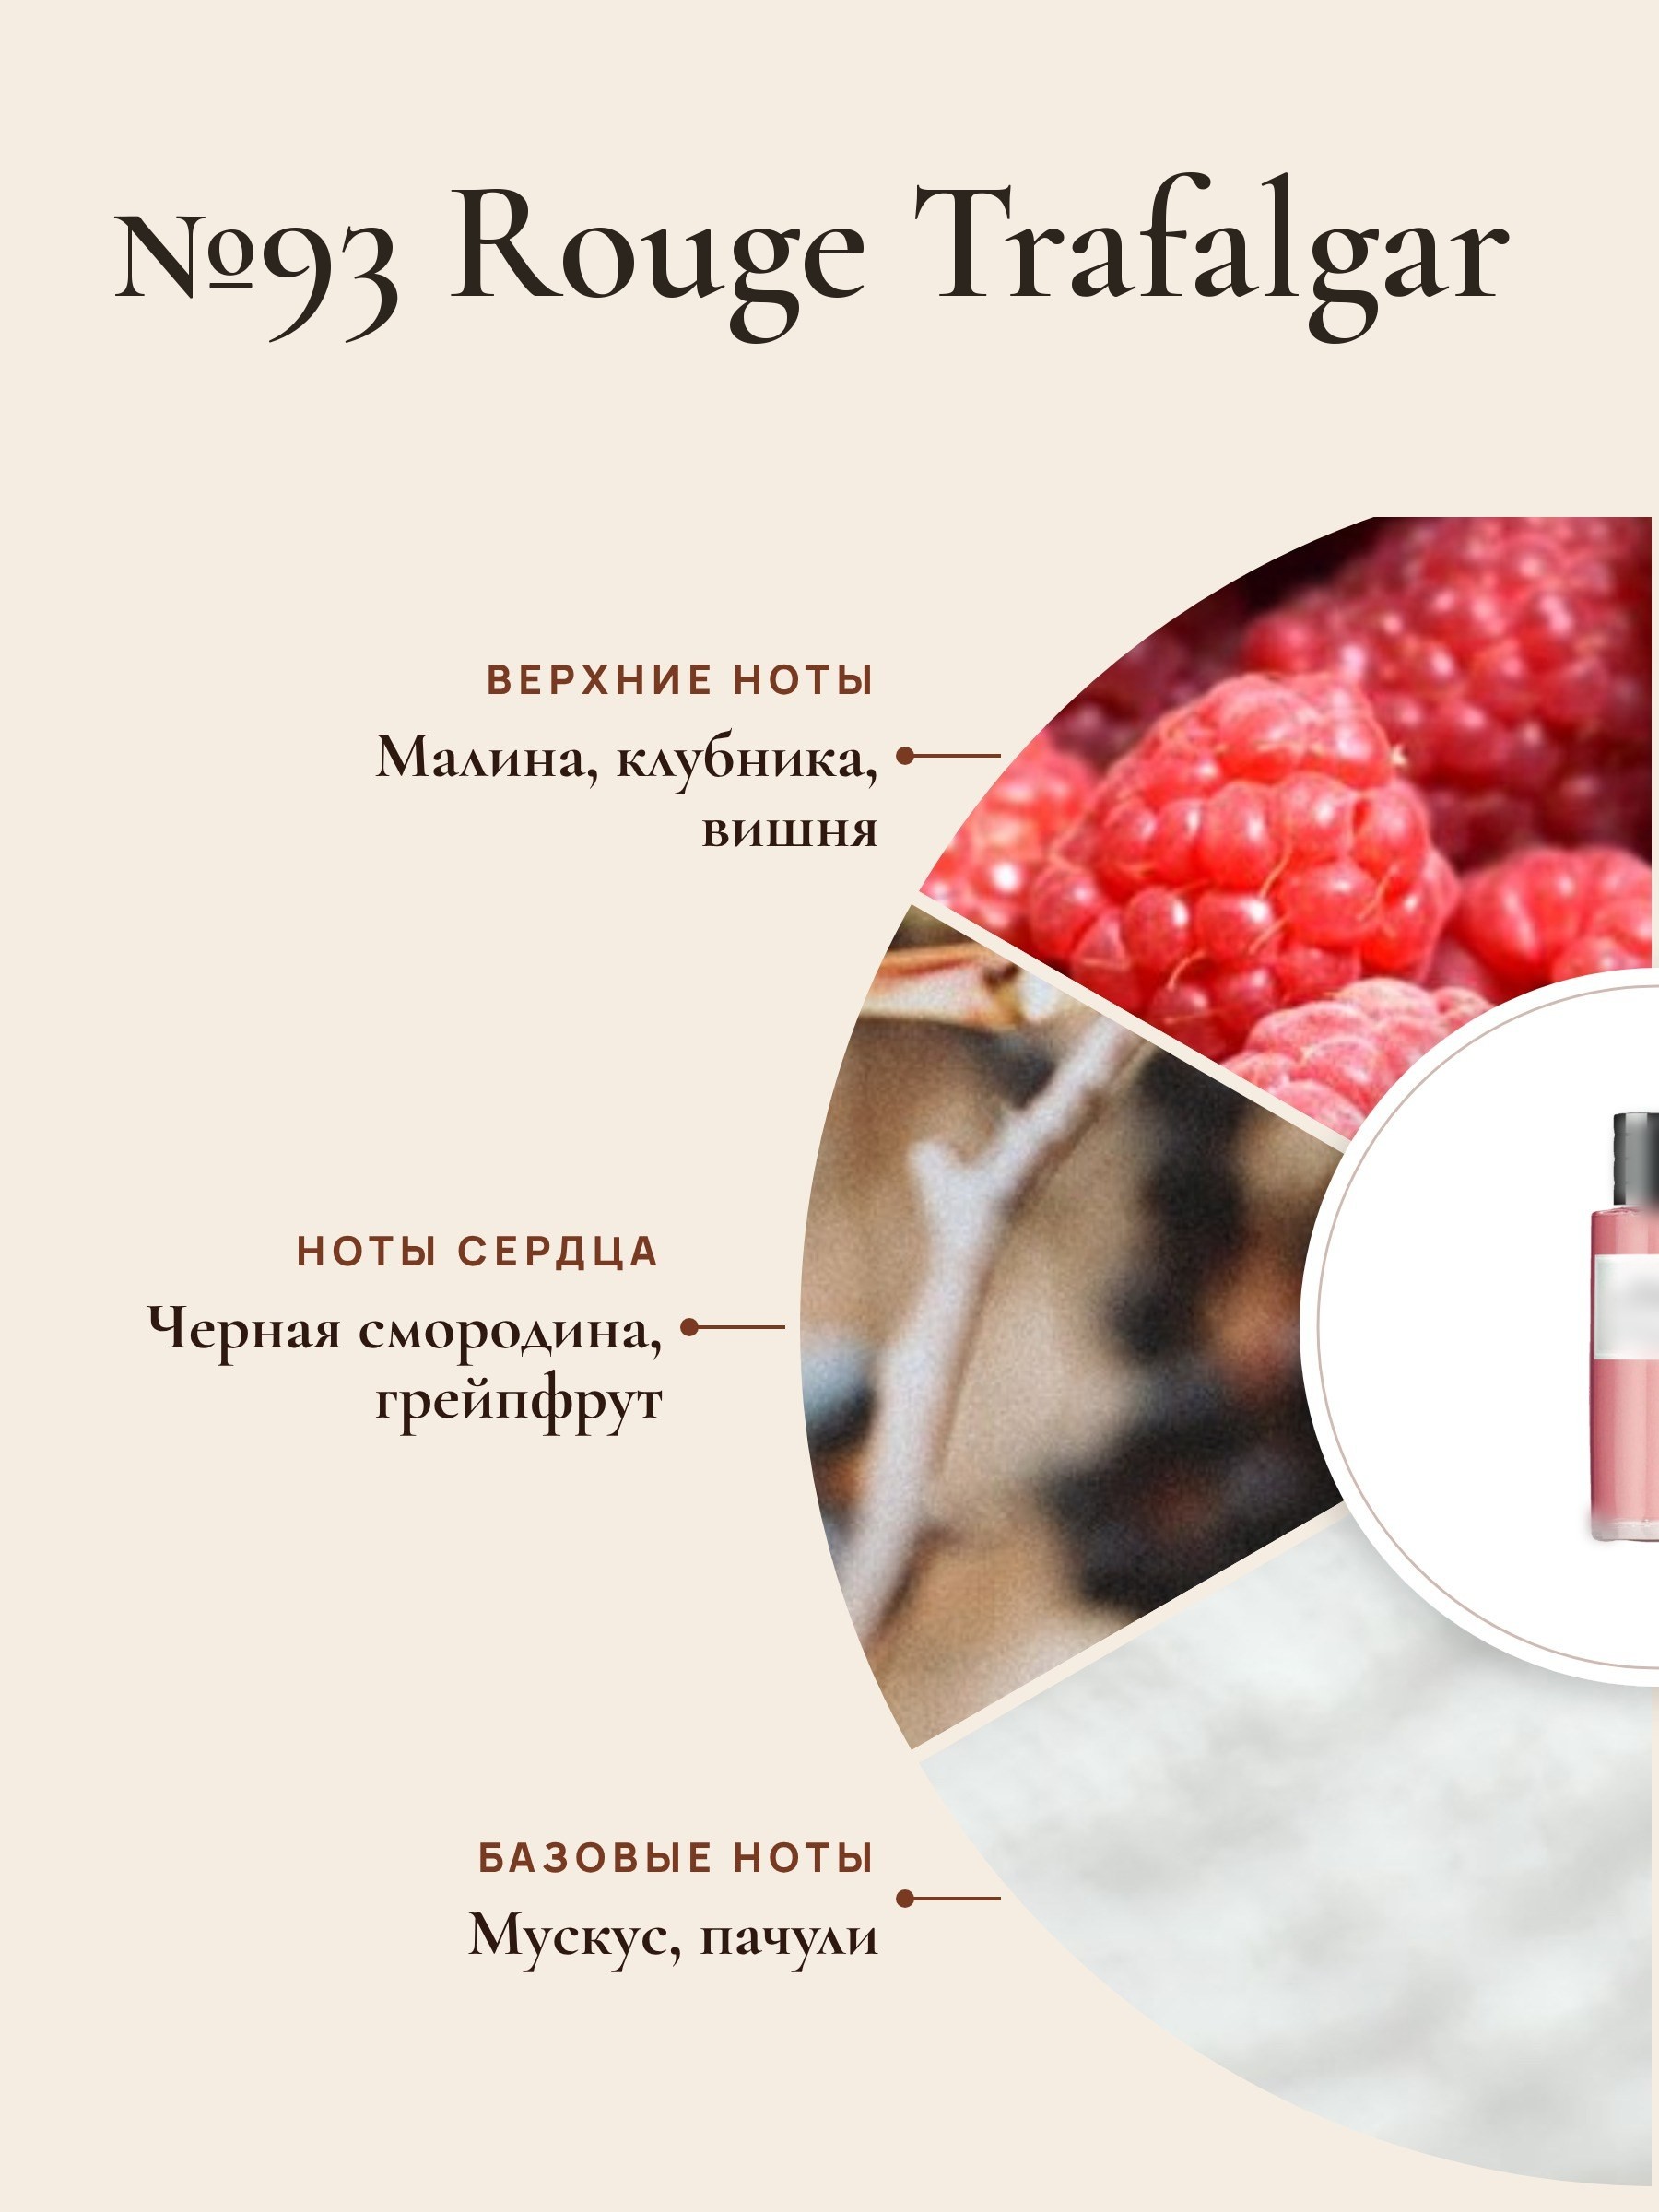 №93 Rouge Trafalgar
ВЕРХНИЕ НОТЫ
Малина, клубника,
вишня
НОТЫ СЕРДЦА
Черная смородина,
грейпфрут
БАЗОВЫЕ НОТЫ
Мускус, пачули